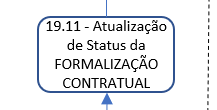 19.11 - Atualização
de Status da
FORMALIZAÇÃO
CONTRATUAL